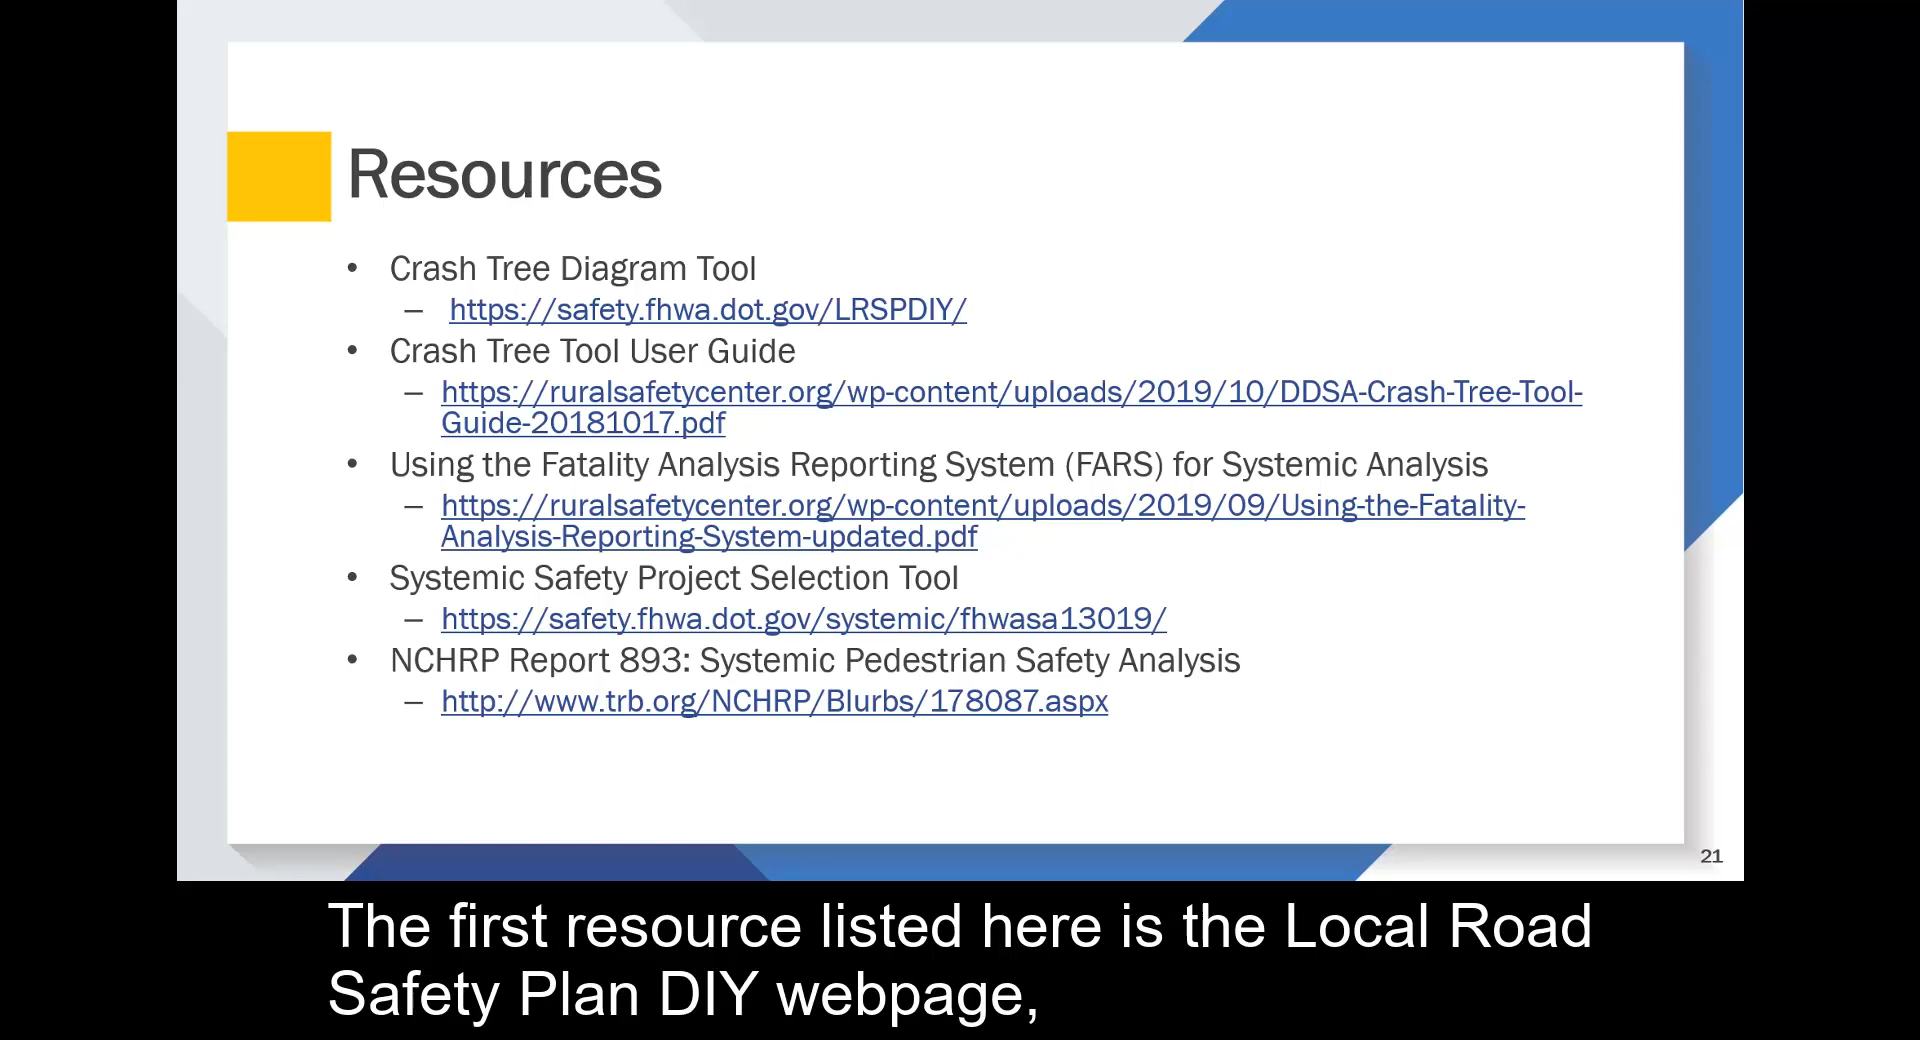 Resources
• Crash Tree Diagram Tool
– https://safety.fhwa.dot.gov/LRSPDIY/
• Crash Tree Tool User Guide
– https://ruralsafetycenter.org/wp-content/uploads/2019/10/DDSA-Crash-Tree-Tool-
Guide-20181017.pdf
• Using the Fatality Analysis Reporting System (FARS) for Systemic Analysis
– https://ruralsafetycenter.org/wp-content/uploads/2019/09/Using-the-Fatality-
Analysis-Reporting-System-updated.pdf
• Systemic Safety Project Selection Tool
– https://safety.fhwa.dot.gov/systemic/fhwasa13019/
• NCHRP Report 893: Systemic Pedestrian Safety Analysis
– http://www.trb.org/NCHRP/Blurbs/178087.aspx
21
The first resource listed here is the Local Road
Safety Plan DIY webpage,